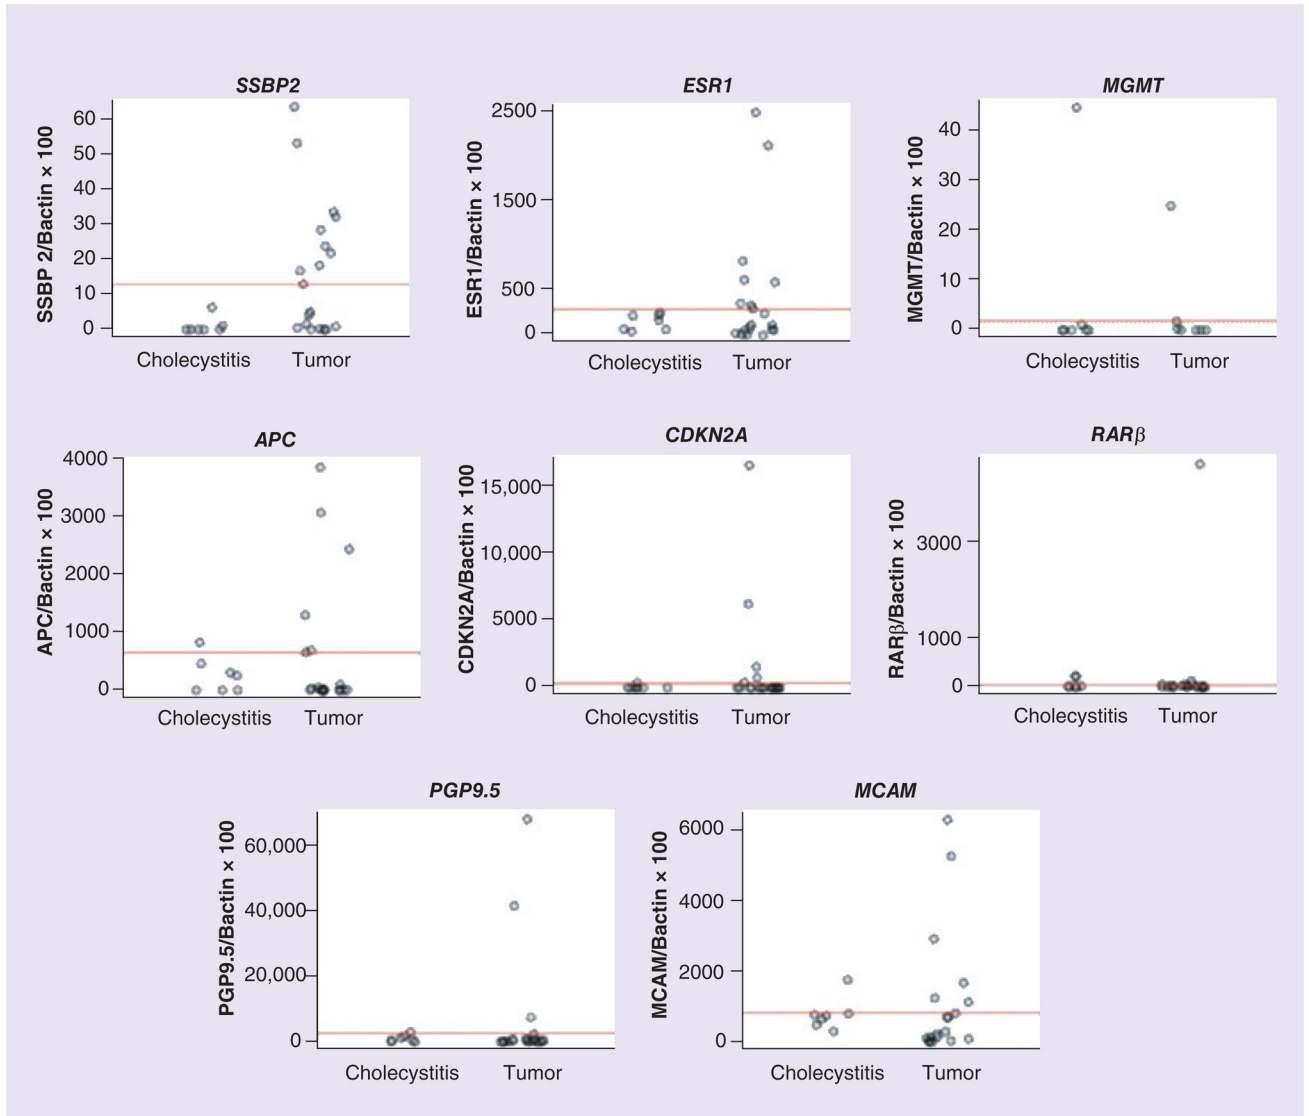 SSBP2
SSBP 2/Bactin × 100
60
50
40
30
20
10
0
Cholecystitis Tumor
ESR1
ESR1/Bactin × 100
2500
1500
500
0
Cholecystitis Tumor
MGMT
MGMT/Bactin × 100
40
30
20
10
0
Cholecystitis Tumor
APC
APC/Bactin × 100
4000
3000
2000
1000
0
Cholecystitis Tumor
CDKN2A
CDKN2A/Bactin × 100
15,000
10,000
5000
0
Cholecystitis Tumor
RARβ
RARβ/Bactin × 100
3000
1000
0
Cholecystitis Tumor
PGP9.5
PGP9.5/Bactin × 100
60,000
40,000
20,000
0
Cholecystitis Tumor
MCAM
MCAM/Bactin × 100
6000
4000
2000
0
Cholecystitis Tumor